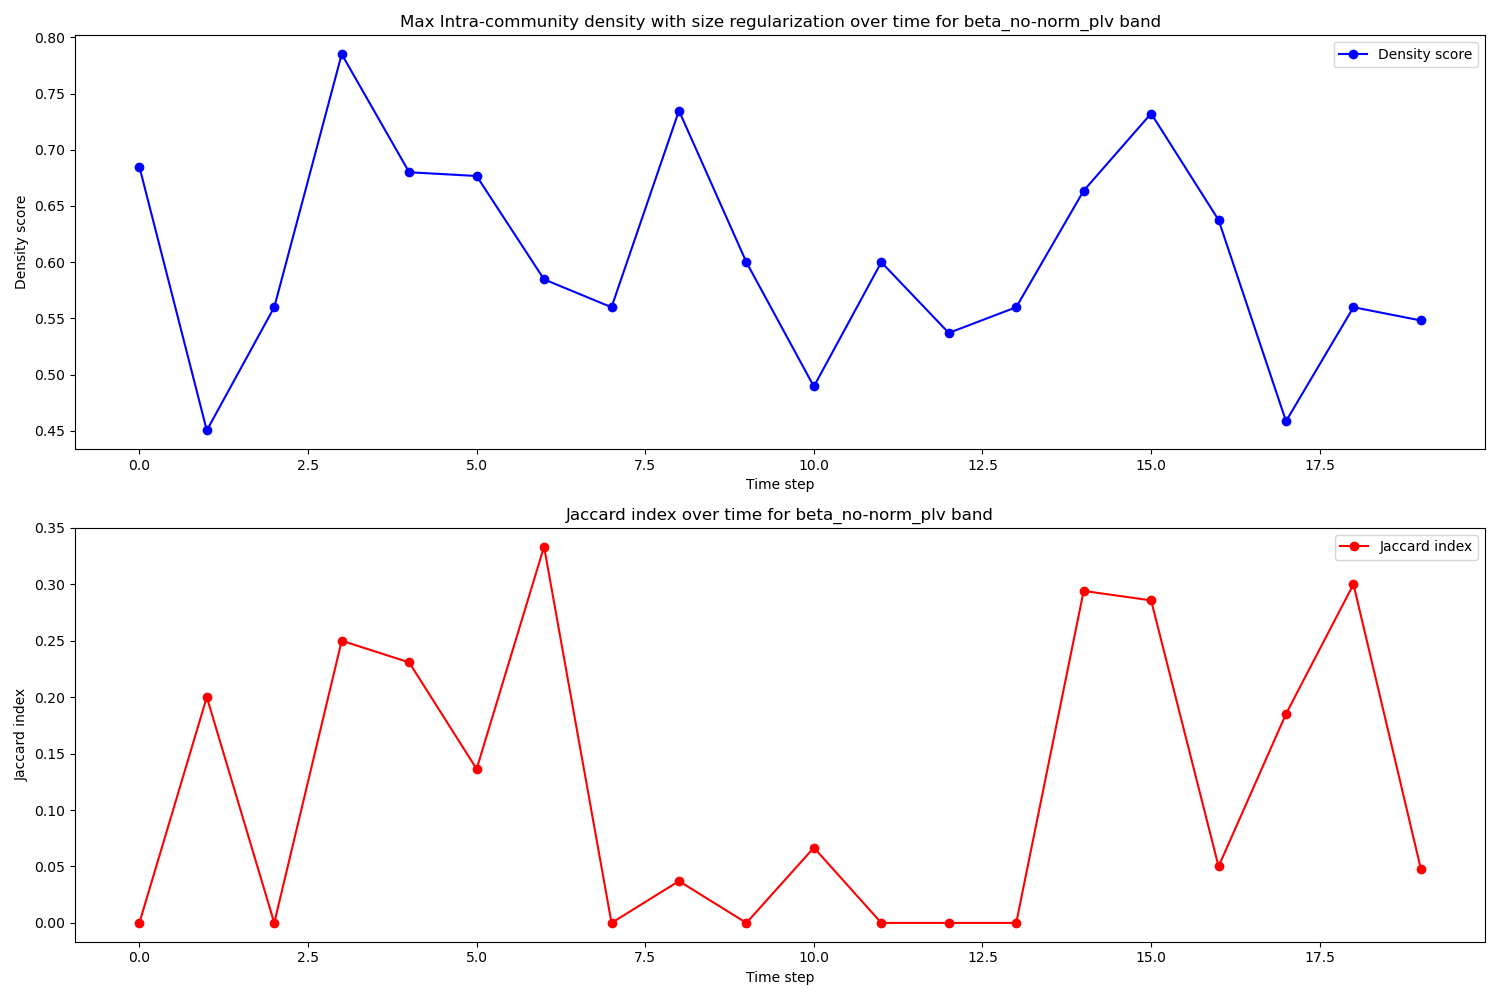 Max Intra-community density with size regularization over time for beta_no-norm_plv band
0.80
0.75
0.70
0.65
0.60
0.55
0.50
0.45
Density score
Density score
0.0 2.5 5.0 7.5 10.0 12.5 15.0 17.5
Time step
Jaccard index over time for beta_no-norm_plv band
0.35
0.30
0.25
0.20
0.15
0.10
0.05
0.00
Jaccard index
Jaccard index
0.0 2.5 5.0 7.5 10.0 12.5 15.0 17.5
Time step